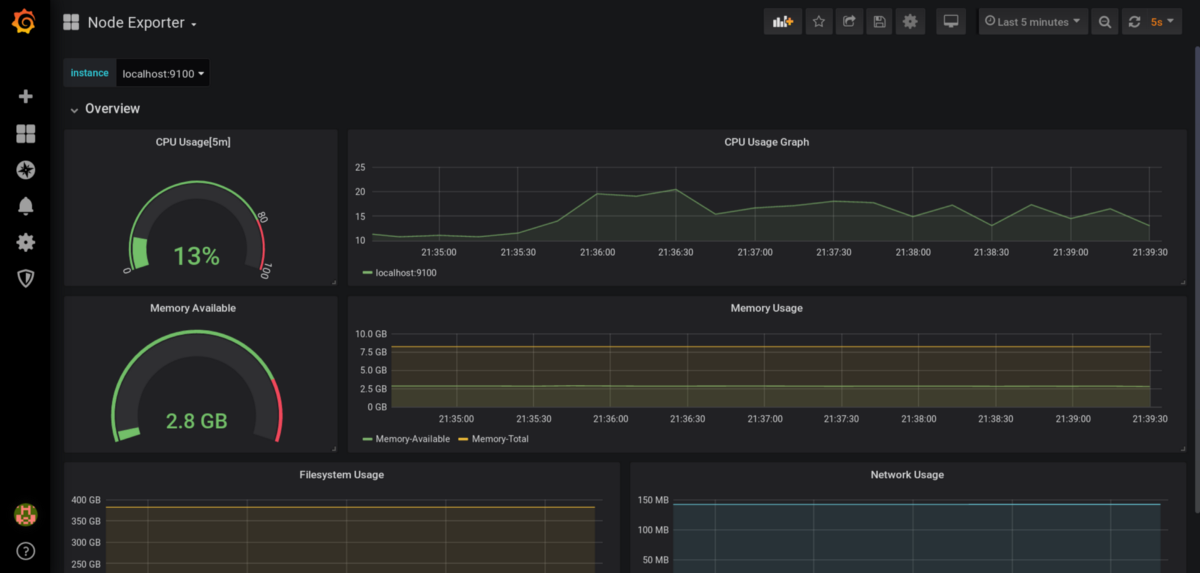 Node Exporter
Last 5 minutes
5s
instance
localhost:9100
Overview
CPU Usage[5m]
0
80
100
13%
CPU Usage Graph
25
20
15
10
21:35:00 21:35:30 21:36:00 21:36:30 21:37:00 21:37:30 21:38:00 21:38:30 21:39:00 21:39:30
localhost:9100
Memory Available
2.8 GB
Memory Usage
10.0 GB
7.5 GB
5.0 GB
2.5 GB
0 GB
21:35:00 21:35:30 21:36:00 21:36:30 21:37:00 21:37:30 21:38:00 21:38:30 21:39:00 21:39:30
Memory-Available Memory-Total
Filesystem Usage
400 GB
350 GB
300 GB
250 GB
Network Usage
150 MB
100 MB
50 MB
?